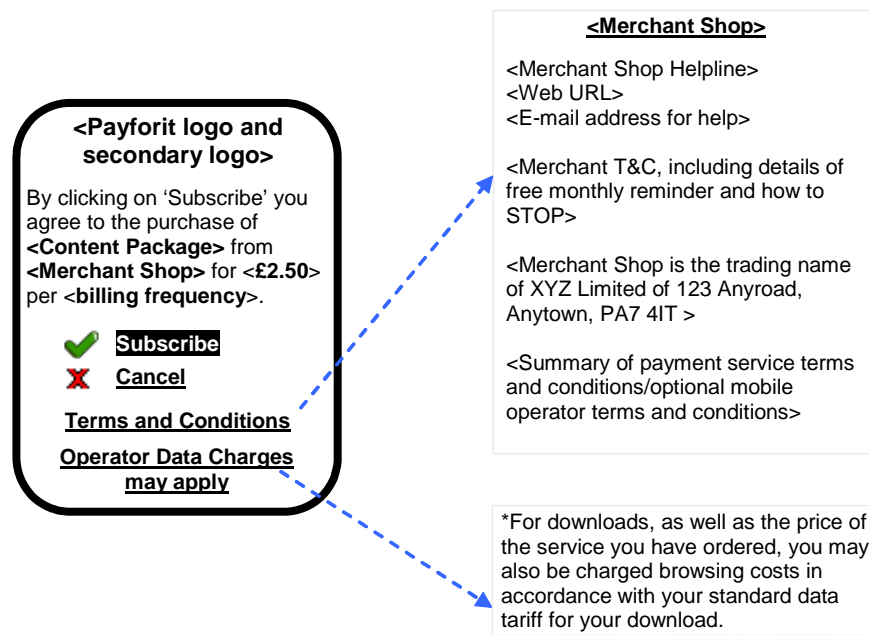 <Payforit logo and
secondary logo>
By clicking on ‘Subscribe’ you
agree to the purchase of
<Content Package> from
<Merchant Shop> for <£2.50>
per <billing frequency>.
Subscribe
Cancel
Terms and Conditions
Operator Data Charges
may apply
<Merchant Shop>
<Merchant Shop Helpline>
<Web URL>
<E-mail address for help>
<Merchant T&C, including details of
free monthly reminder and how to
STOP>
<Merchant Shop is the trading name
of XYZ Limited of 123 Anyroad,
Anytown, PA7 4IT >
<Summary of payment service terms
and conditions/optional mobile
operator terms and conditions>
*For downloads, as well as the price of
the service you have ordered, you may
also be charged browsing costs in
accordance with your standard data
tariff for your download.